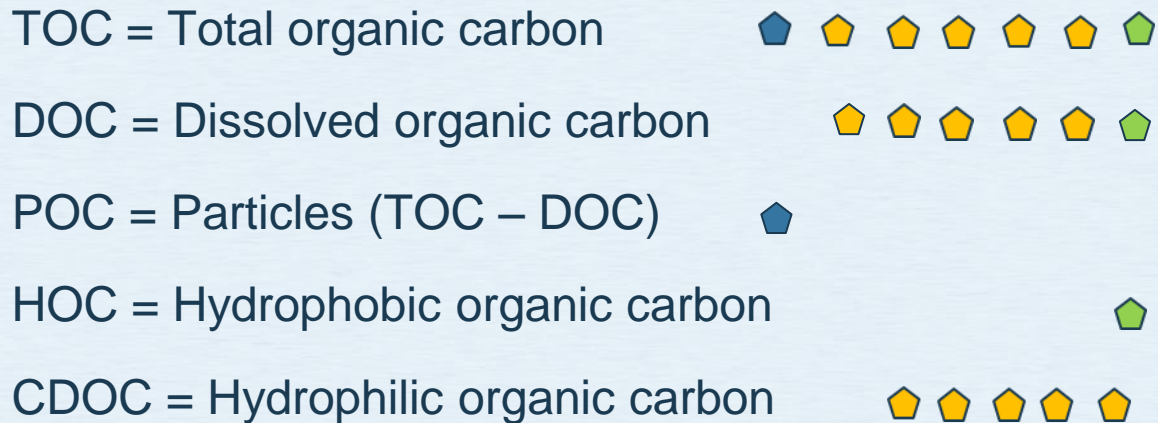 TOC = Total organic carbon
DOC = Dissolved organic carbon
POC = Particles (TOC – DOC)
HOC = Hydrophobic organic carbon
CDOC = Hydrophilic organic carbon